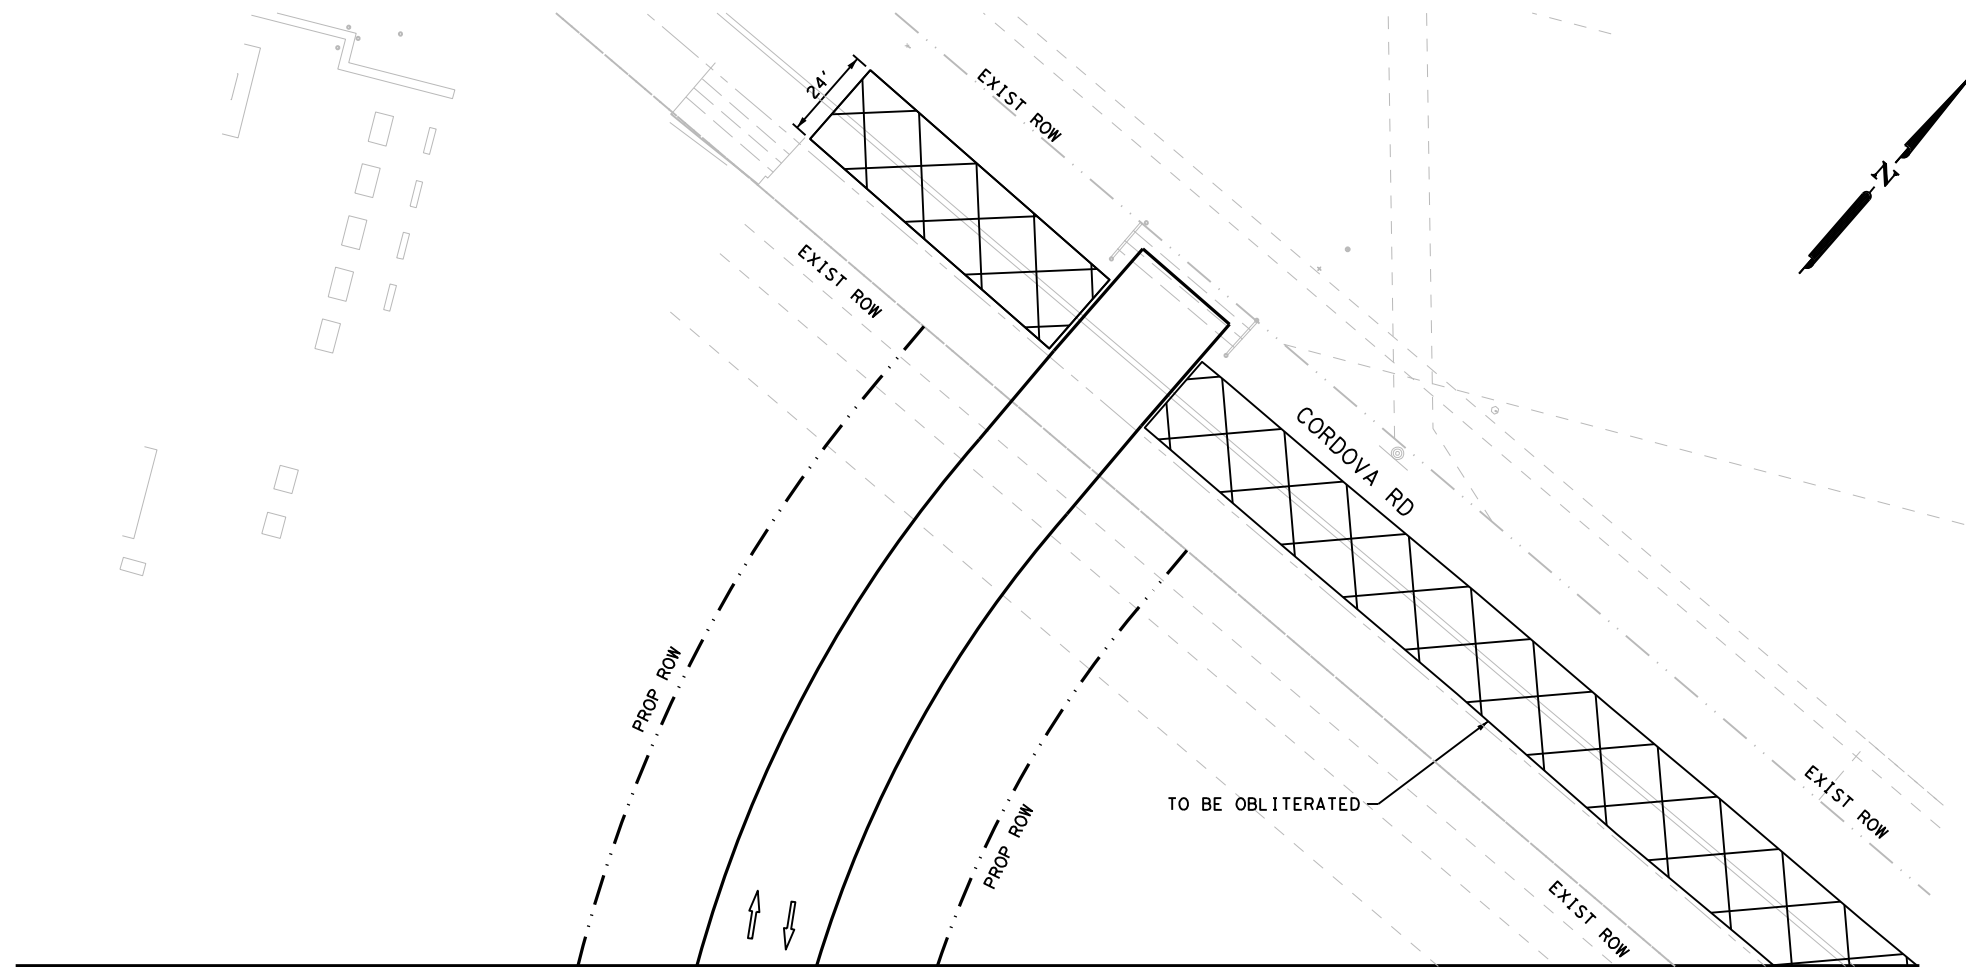 24'
EXIST ROW
N
EXIST ROW
CORDOVA RD
PROP ROW
EXIST ROW
TO BE OBLITERATED
PROP ROW
EXIST ROW